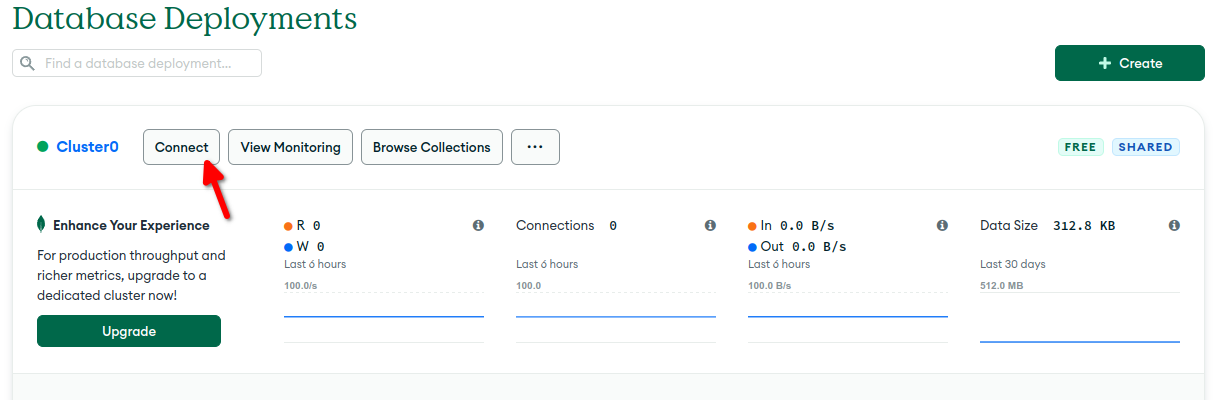 Database Deployments
Find a database deployment...
+ Create
Cluster0
Connect
View Monitoring
Browse Collections
...
FREE
SHARED
Enhance Your Experience
For production throughput and
richer metrics, upgrade to a
dedicated cluster now!
Upgrade
R 0
W 0
Last 6 hours
100.0/s
Connections 0
Last 6 hours
100.0
In 0.0 B/s
Out 0.0 B/s
Last 6 hours
100.0 B/s
Data Size 312.8 KB
Last 30 days
512.0 MB